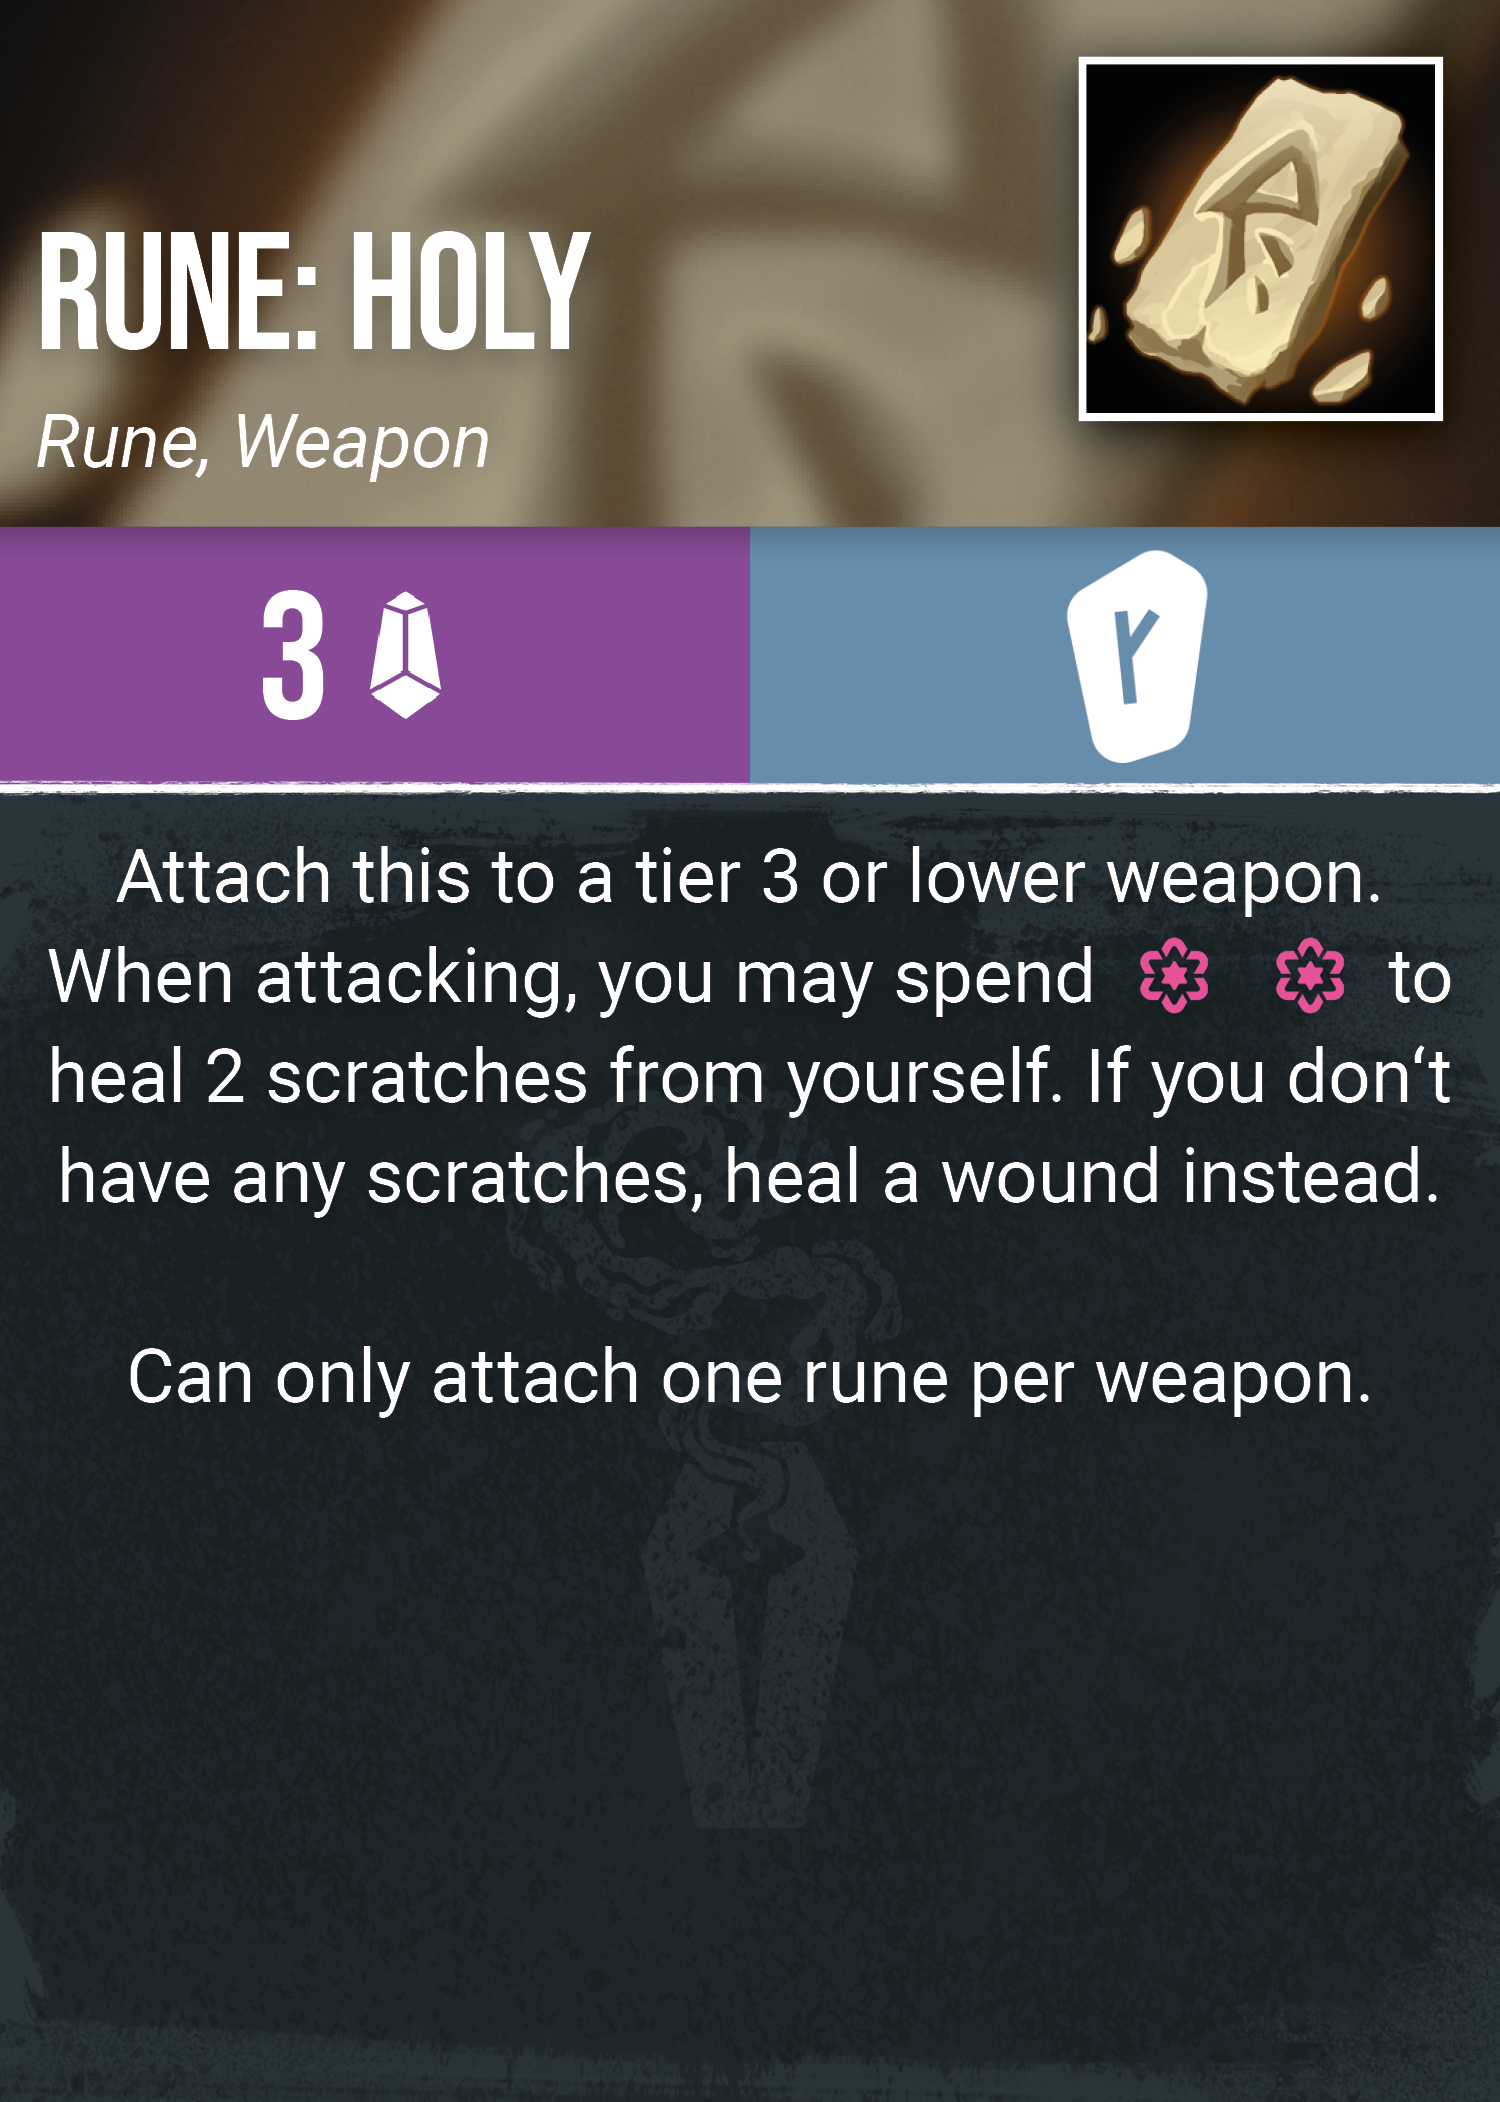 RUNE: HOLY
Rune, Weapon
3
Attach this to a tier 3 or lower weapon.
When attacking, you may spend to
heal 2 scratches from yourself. If you don‘t
have any scratches, heal a wound instead.
Can only attach one rune per weapon.